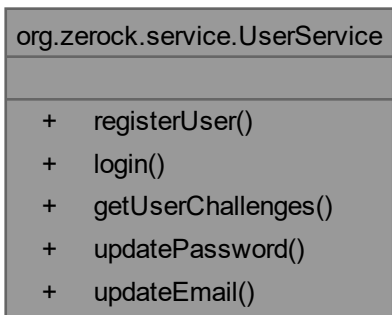 org.zerock.service.UserService
+ registerUser()
+ login()
+ getUserChallenges()
+ updatePassword()
+ updateEmail()